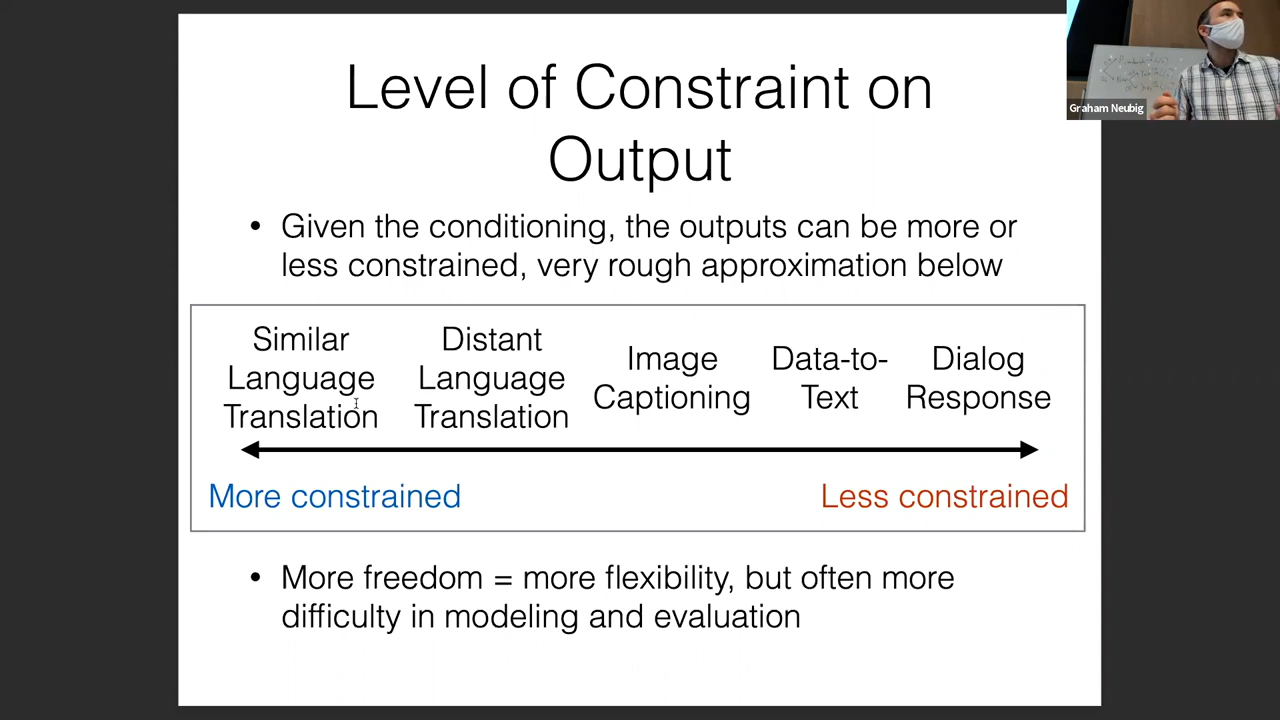 Level of Constraint on
Output
• Given the conditioning, the outputs can be more or
less constrained, very rough approximation below
Similar
Language
Translation
Distant
Language
Translation
Image
Captioning
Data-to-
Text
Dialog
Response
More constrained
Less constrained
• More freedom = more flexibility, but often more
difficulty in modeling and evaluation
Graham Neubig